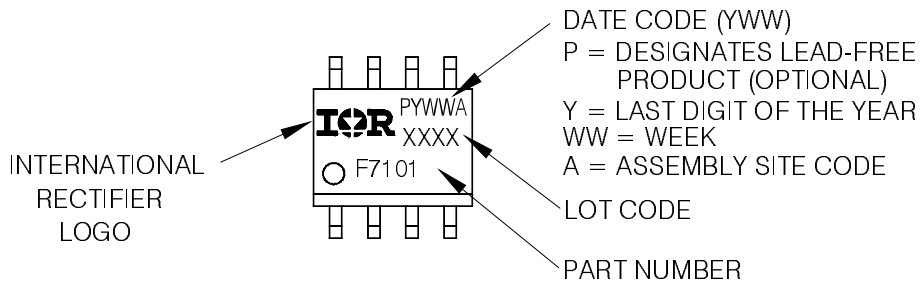 DATE CODE (YWW)
P = DESIGNATES LEAD-FREE
PRODUCT (OPTIONAL)
Y = LAST DIGIT OF THE YEAR
WW = WEEK
A = ASSEMBLY SITE CODE
LOT CODE
PART NUMBER
INTERNATIONAL
RECTIFIER
LOGO
IOR
PYWWA
XXXX
F7101